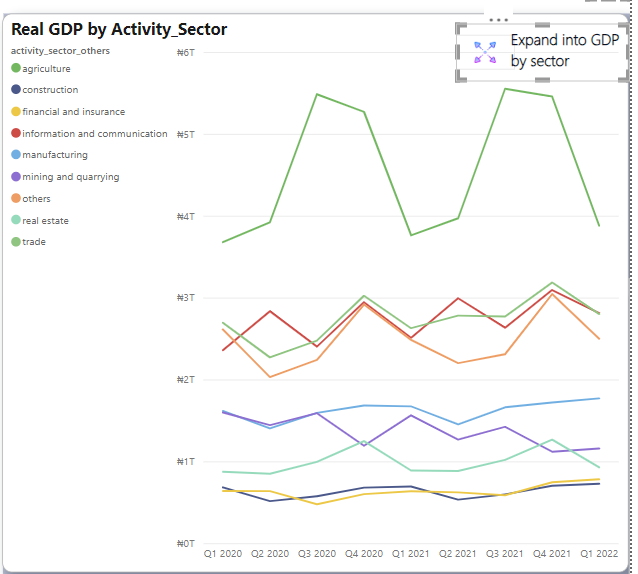 Real GDP by Activity_Sector
activity_sector_others
agriculture
construction
financial and insurance
information and communication
manufacturing
mining and quarrying
others
real estate
trade
Expand into GDP
by sector
₦6T
₦5T
₦4T
₦3T
₦2T
₦1T
₦0T
Q1 2020 Q2 2020 Q3 2020 Q4 2020 Q1 2021 Q2 2021 Q3 2021 Q4 2021 Q1 2022